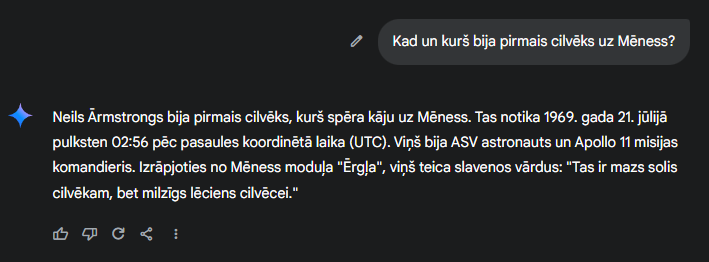 Kad un kurš bija pirmais cilvēks uz Mēness?
Neils Ārmstrongs bija pirmais cilvēks, kurš spēra kāju uz Mēness. Tas notika 1969. gada 21. jūlijā
pulksten 02:56 pēc pasaules koordinētā laika (UTC). Viņš bija ASV astronauts un Apollo 11 misijas
komandieris. Izrāpjoties no Mēness moduļa "Ērgļa", viņš teica slavenos vārdus: "Tas ir mazs solis
cilvēkam, bet milzīgs lēciens cilvēcei."